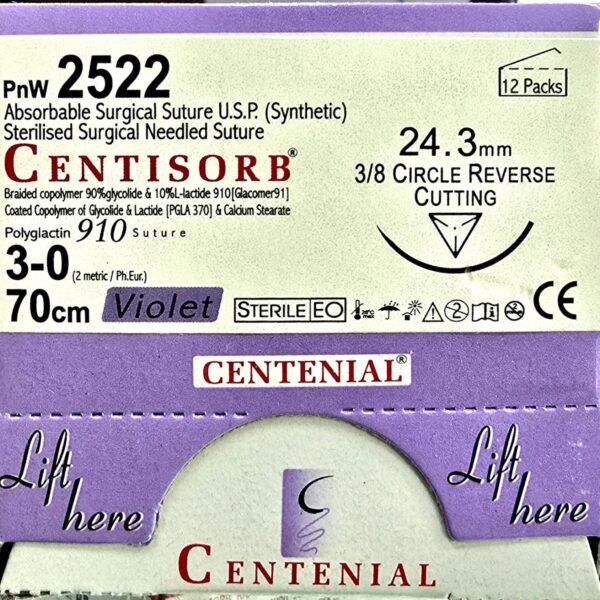 PnW 2522
12 Packs
Absorbable Surgical Suture U.S.P. (Synthetic)
Sterilised Surgical Needled Suture
CENTISORB®
Braided copolymer 90%glycolide & 10%L-lactide 910[Glacomer91]
Coated Copolymer of Glycolide & Lactide [PGLA 370] & Calcium Stearate
Polyglactin 910 Suture
3-0 (2 metric / Ph.Eur.)
70cm Violet
24.3mm
3/8 CIRCLE REVERSE
CUTTING
STERILE EO
CE
CENTENIAL®
Lift
here
Lift
here
CENTENIAL